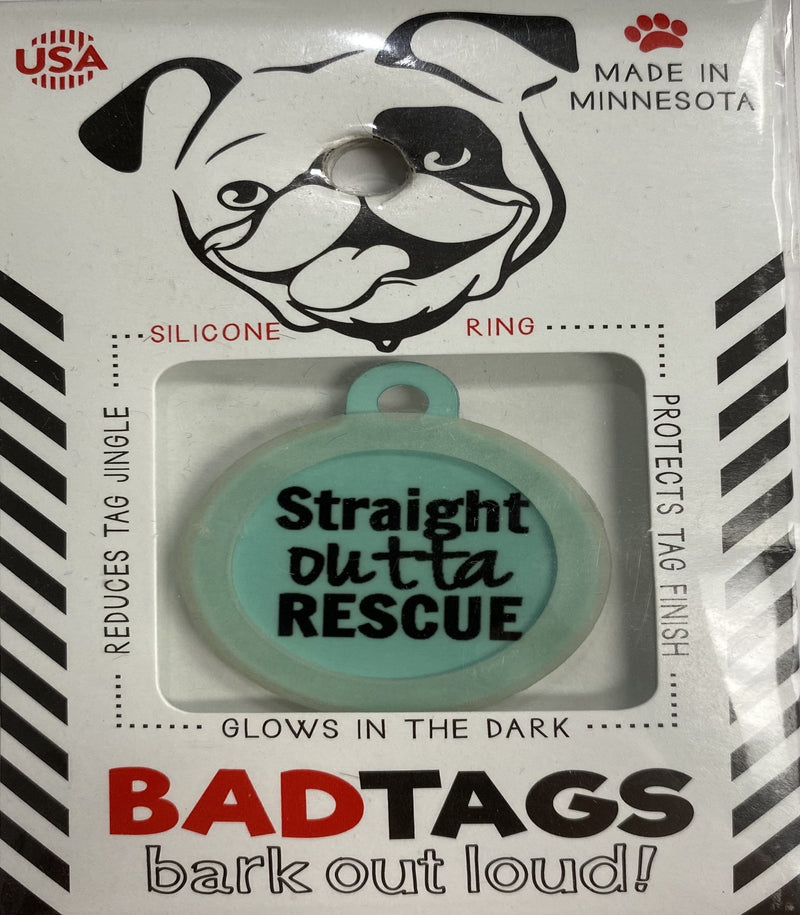 USA
MADE IN
MINNESOTA
SILICONE RING
REDUCES TAG JINGLE
PROTECTS TAG FINISH
Straight
outta
RESCUE
GLOWS IN THE DARK
BADTAGS
bark out loud!